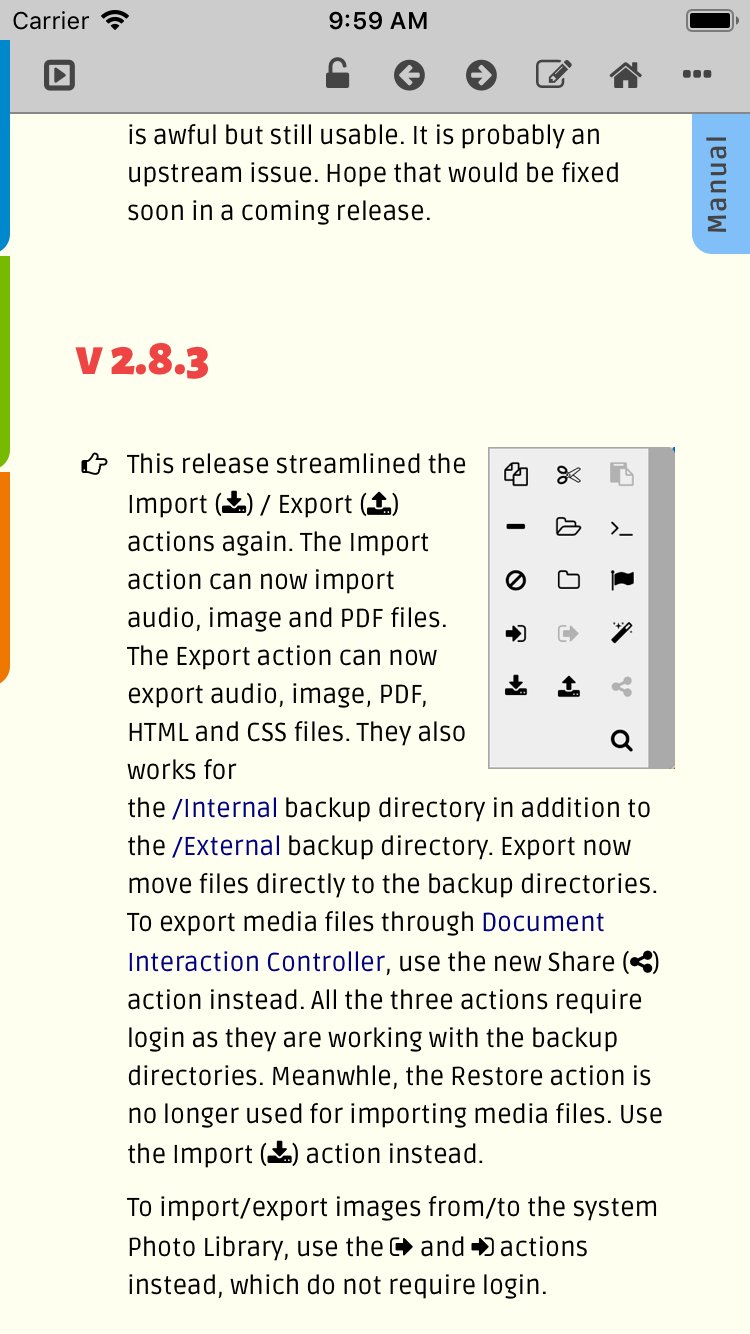 Carrier 9:59 AM
is awful but still usable. It is probably an
upstream issue. Hope that would be fixed
soon in a coming release.
Manual
V 2.8.3
This release streamlined the
Import () / Export ()
actions again. The Import
action can now import
audio, image and PDF files.
The Export action can now
export audio, image, PDF,
HTML and CSS files. They also
works for
the /Internal backup directory in addition to
the /External backup directory. Export now
move files directly to the backup directories.
To export media files through Document
Interaction Controller, use the new Share ()
action instead. All the three actions require
login as they are working with the backup
directories. Meanwhle, the Restore action is
no longer used for importing media files. Use
the Import () action instead.
To import/export images from/to the system
Photo Library, use the and actions
instead, which do not require login.